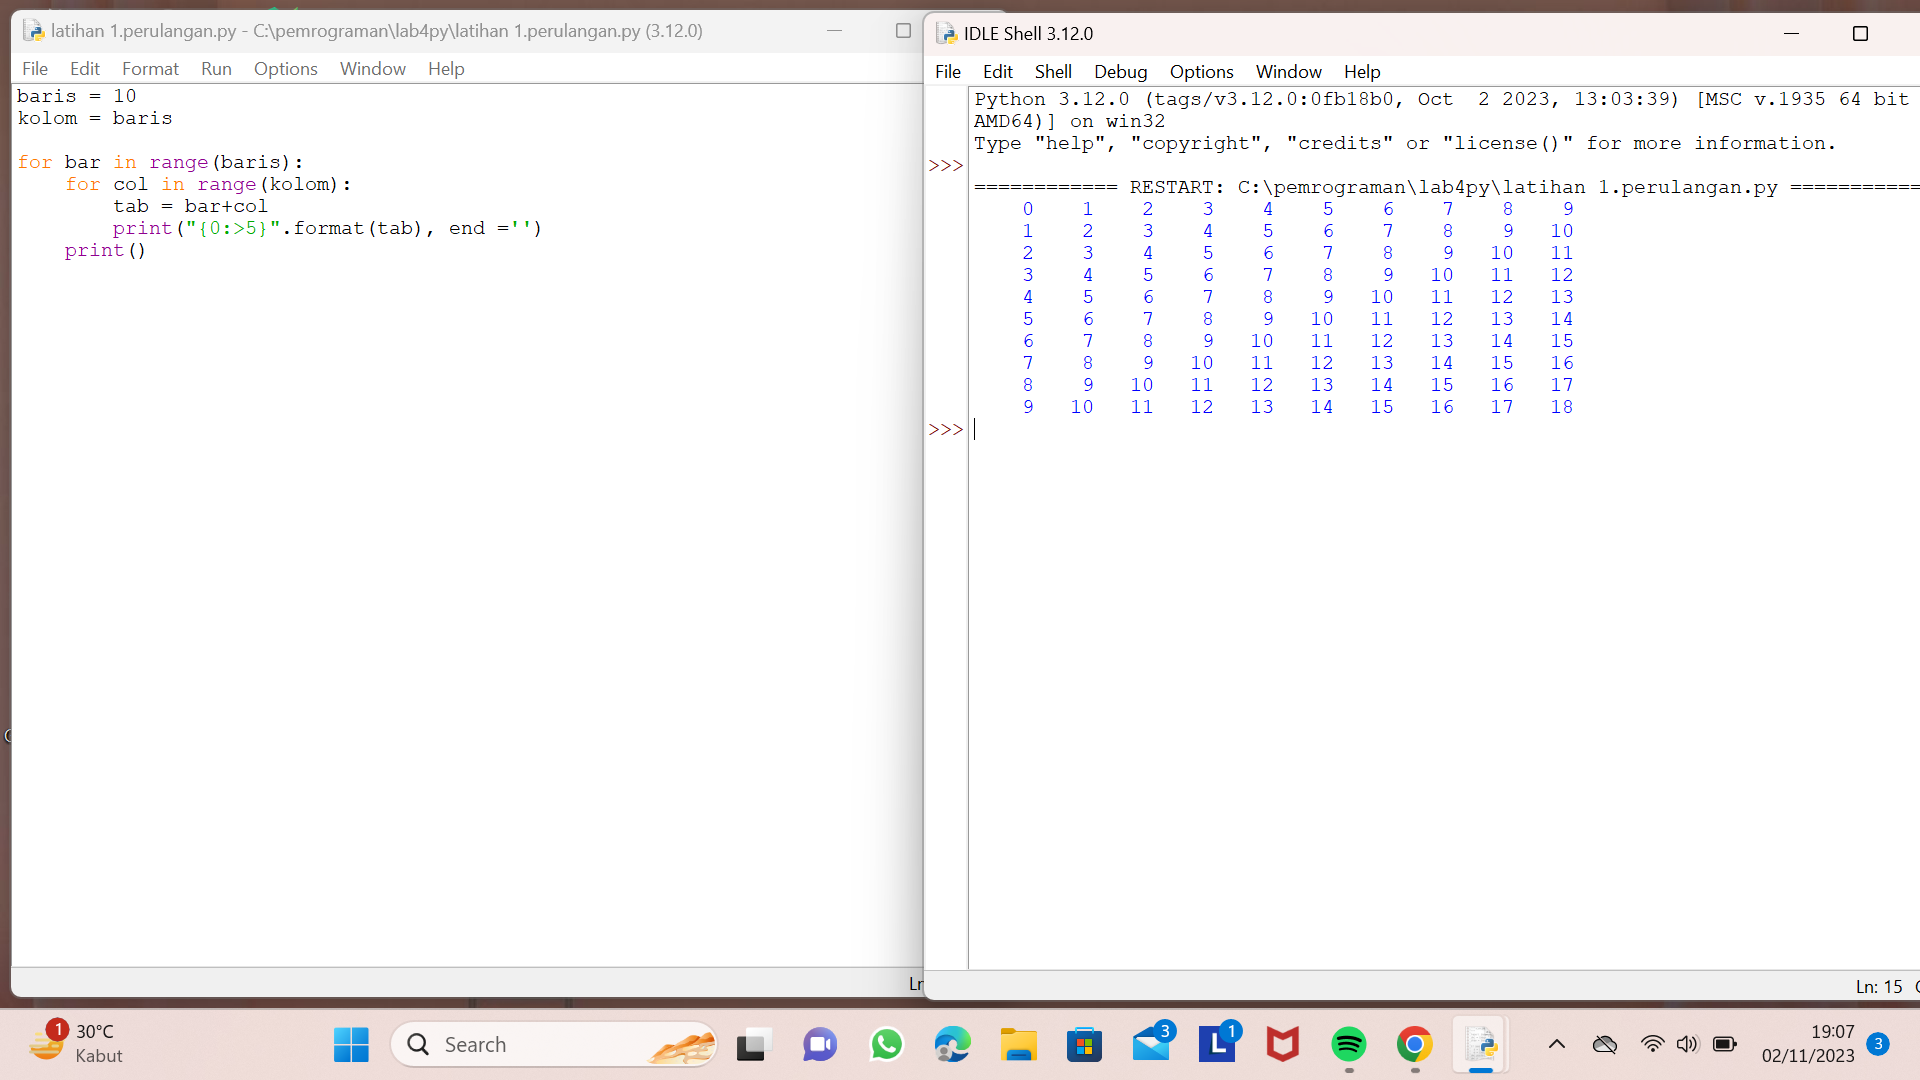 latihan 1.perulangan.py - C:\pemrograman\lab4py\latihan 1.perulangan.py (3.12.0)
File Edit Format Run Options Window Help
baris = 10
kolom = baris
for bar in range(baris):
    for col in range(kolom):
        tab = bar+col
        print("{0:>5}".format(tab), end ='')
    print()
Ln
IDLE Shell 3.12.0
File Edit Shell Debug Options Window Help
Python 3.12.0 (tags/v3.12.0:0fb18b0, Oct  2 2023, 13:03:39) [MSC v.1935 64 bit
AMD64)] on win32
Type "help", "copyright", "credits" or "license()" for more information.
>>>
============ RESTART: C:\pemrograman\lab4py\latihan 1.perulangan.py ===========
    0    1    2    3    4    5    6    7    8    9
    1    2    3    4    5    6    7    8    9   10
    2    3    4    5    6    7    8    9   10   11
    3    4    5    6    7    8    9   10   11   12
    4    5    6    7    8    9   10   11   12   13
    5    6    7    8    9   10   11   12   13   14
    6    7    8    9   10   11   12   13   14   15
    7    8    9   10   11   12   13   14   15   16
    8    9   10   11   12   13   14   15   16   17
    9   10   11   12   13   14   15   16   17   18
>>>
Ln: 15
1
30°C
Kabut
Search
3
L
1
19:07
02/11/2023
3